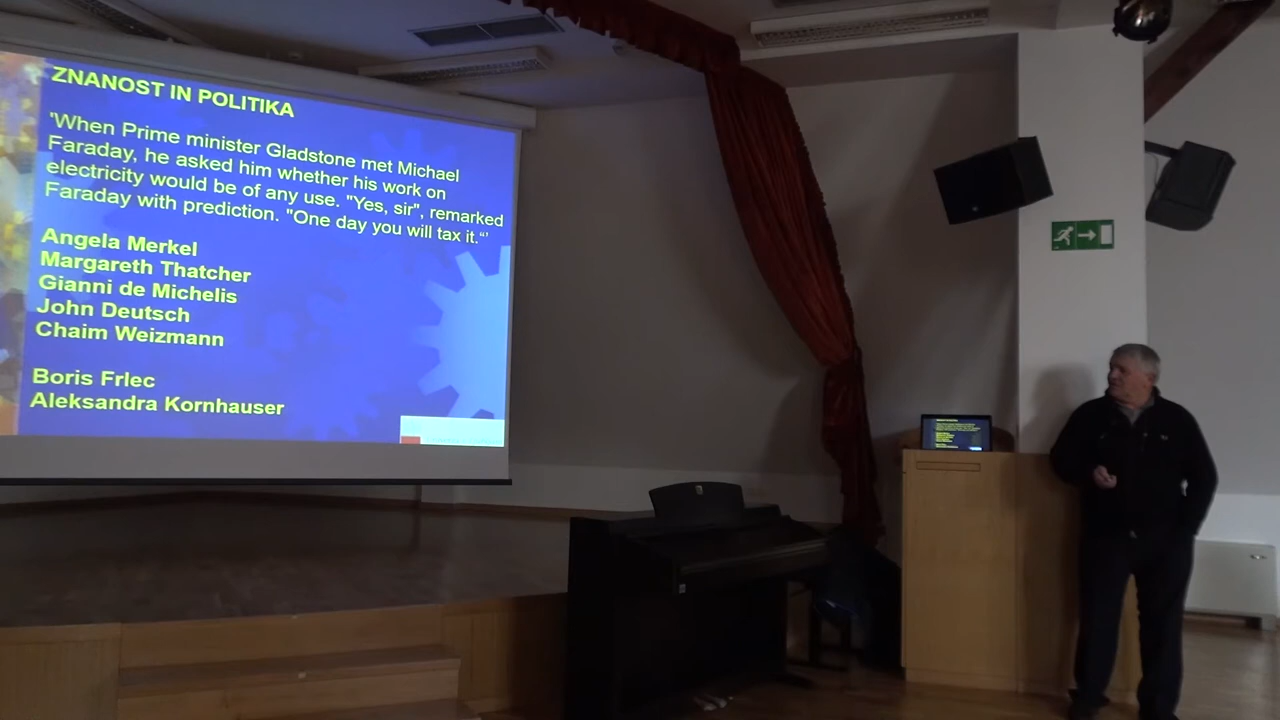 ZNANOST IN POLITIKA
'When Prime minister Gladstone met Michael
Faraday, he asked him whether his work on
electricity would be of any use. "Yes, sir", remarked
Faraday with prediction. "One day you will tax it.“'
Angela Merkel
Margareth Thatcher
Gianni de Michelis
John Deutsch
Chaim Weizmann
Boris Frlec
Aleksandra Kornhauser